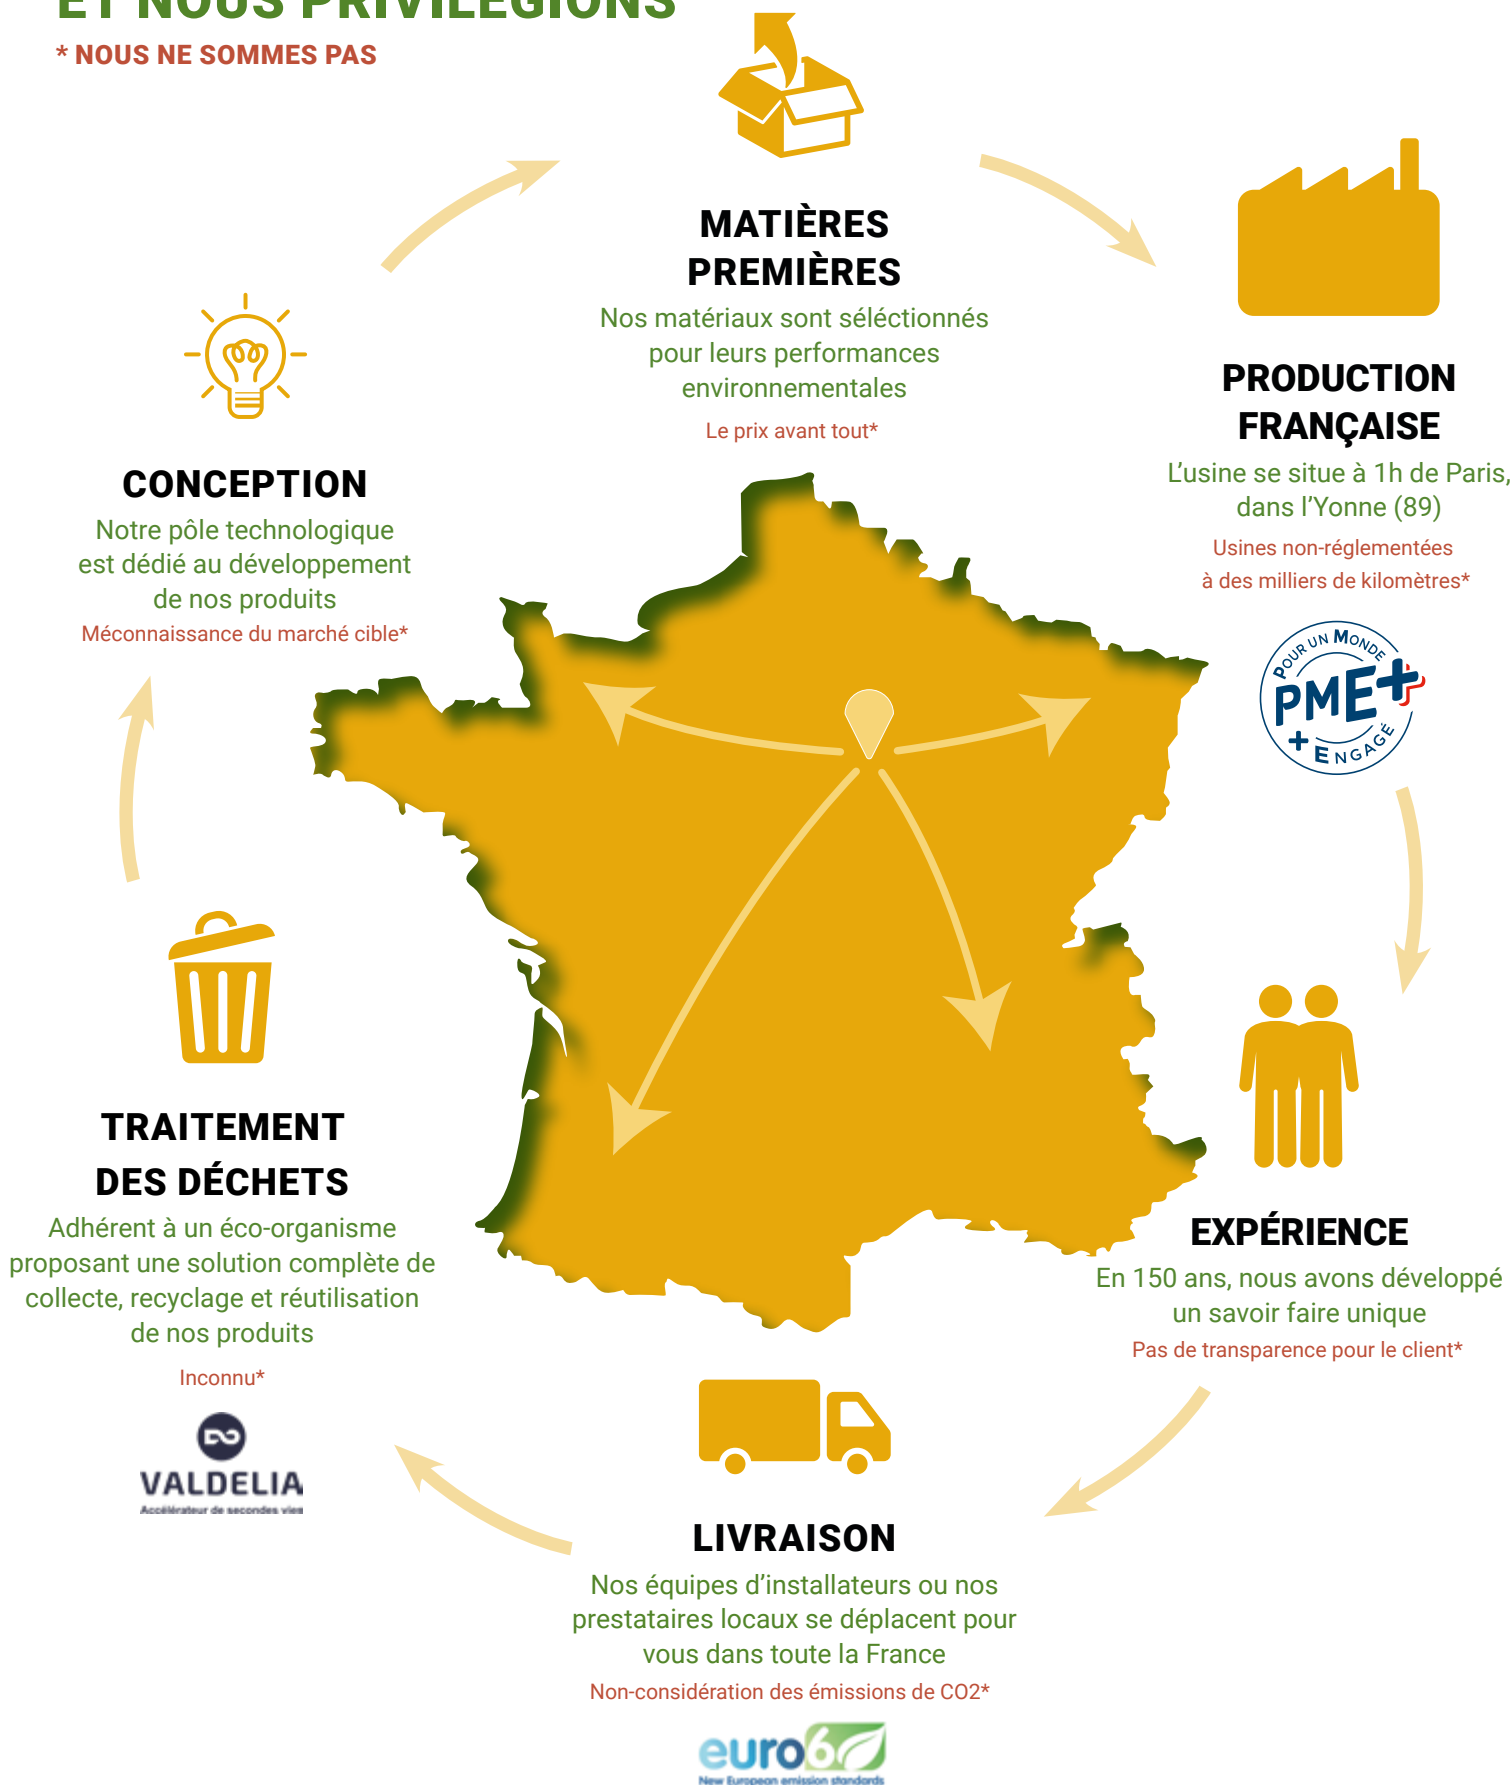 ET NOUS PRIVILÉGIONS
* NOUS NE SOMMES PAS
MATIÈRES
PREMIÈRES
Nos matériaux sont séléctionnés
pour leurs performances
environnementales
Le prix avant tout*
PRODUCTION
FRANÇAISE
L'usine se situe à 1h de Paris,
dans l'Yonne (89)
Usines non-réglementées
à des milliers de kilomètres*
POUR UN MONDE
PME+
+ ENGAGÉ
EXPÉRIENCE
En 150 ans, nous avons développé
un savoir faire unique
Pas de transparence pour le client*
LIVRAISON
Nos équipes d'installateurs ou nos
prestataires locaux se déplacent pour
vous dans toute la France
Non-considération des émissions de CO2*
euro6
New European emission standards
TRAITEMENT
DES DÉCHETS
Adhérent à un éco-organisme
proposant une solution complète de
collecte, recyclage et réutilisation
de nos produits
Inconnu*
VALDELIA
Accélérateur de secondes vies
CONCEPTION
Notre pôle technologique
est dédié au développement
de nos produits
Méconnaissance du marché cible*